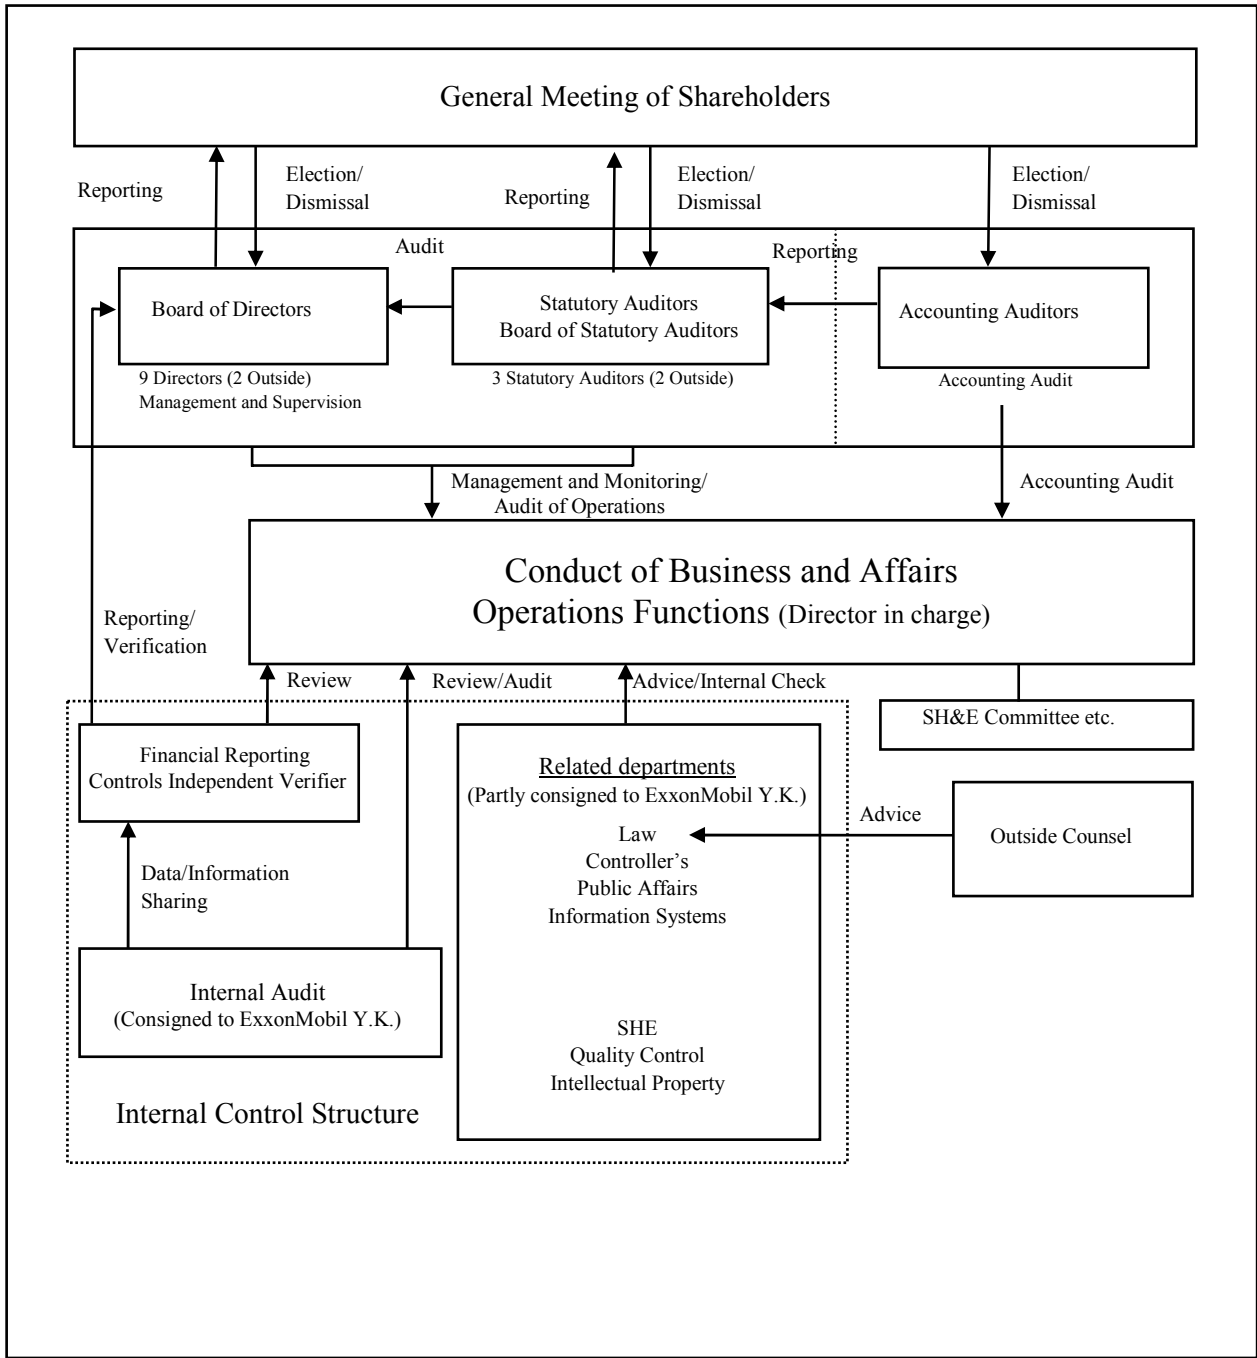 General Meeting of Shareholders
Reporting
Election/
Dismissal
Reporting
Election/
Dismissal
Election/
Dismissal
Audit
Reporting
Board of Directors
Statutory Auditors
Board of Statutory Auditors
Accounting Auditors
9 Directors (2 Outside)
Management and Supervision
3 Statutory Auditors (2 Outside)
Accounting Audit
Management and Monitoring/
Audit of Operations
Accounting Audit
Conduct of Business and Affairs
Operations Functions (Director in charge)
Reporting/
Verification
Review
Review/Audit
Advice/Internal Check
SH&E Committee etc.
Financial Reporting
Controls Independent Verifier
Related departments
(Partly consigned to ExxonMobil Y.K.)
Law
Controller's
Public Affairs
Information Systems
SHE
Quality Control
Intellectual Property
Advice
Outside Counsel
Data/Information
Sharing
Internal Audit
(Consigned to ExxonMobil Y.K.)
Internal Control Structure